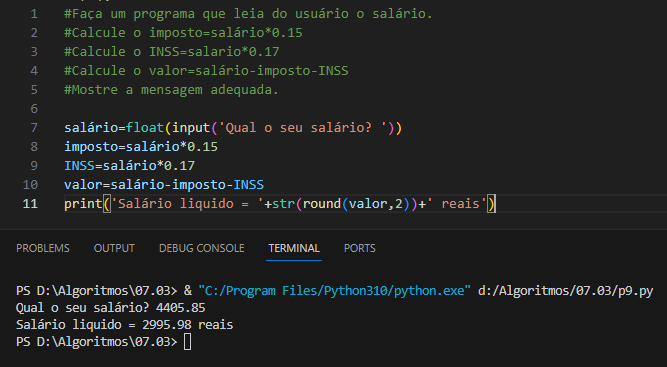 1 #Faça um programa que leia do usuário o salário.
2 #Calcule o imposto=salário*0.15
3 #Calcule o INSS=salario*0.17
4 #Calcule o valor=salário-imposto-INSS
5 #Mostre a mensagem adequada.
6
7 salário=float(input('Qual o seu salário? '))
8 imposto=salário*0.15
9 INSS=salário*0.17
10 valor=salário-imposto-INSS
11 print('Salário liquido = '+str(round(valor,2))+' reais')
PROBLEMS OUTPUT DEBUG CONSOLE TERMINAL PORTS
PS D:\Algoritmos\07.03> & "C:/Program Files/Python310/python.exe" d:/Algoritmos/07.03/p9.py
Qual o seu salário? 4405.85
Salário liquido = 2995.98 reais
PS D:\Algoritmos\07.03>